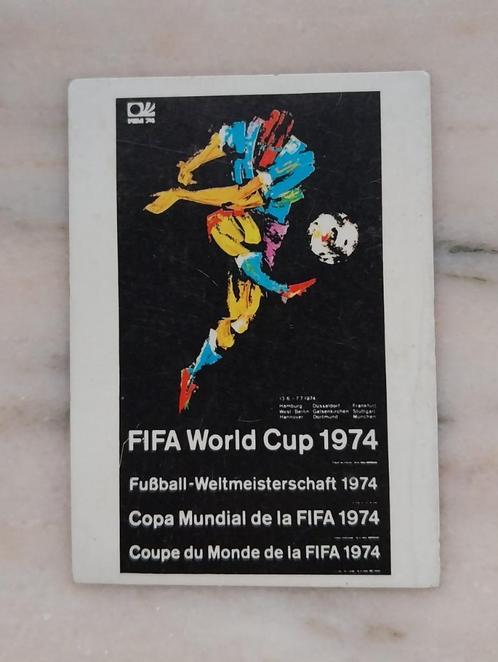 WM 74
13.6. - 7.7.1974
Hamburg Düsseldorf Frankfurt
West Berlin Gelsenkirchen Stuttgart
Hannover Dortmund München
FIFA World Cup 1974
Fußball-Weltmeisterschaft 1974
Copa Mundial de la FIFA 1974
Coupe du Monde de la FIFA 1974